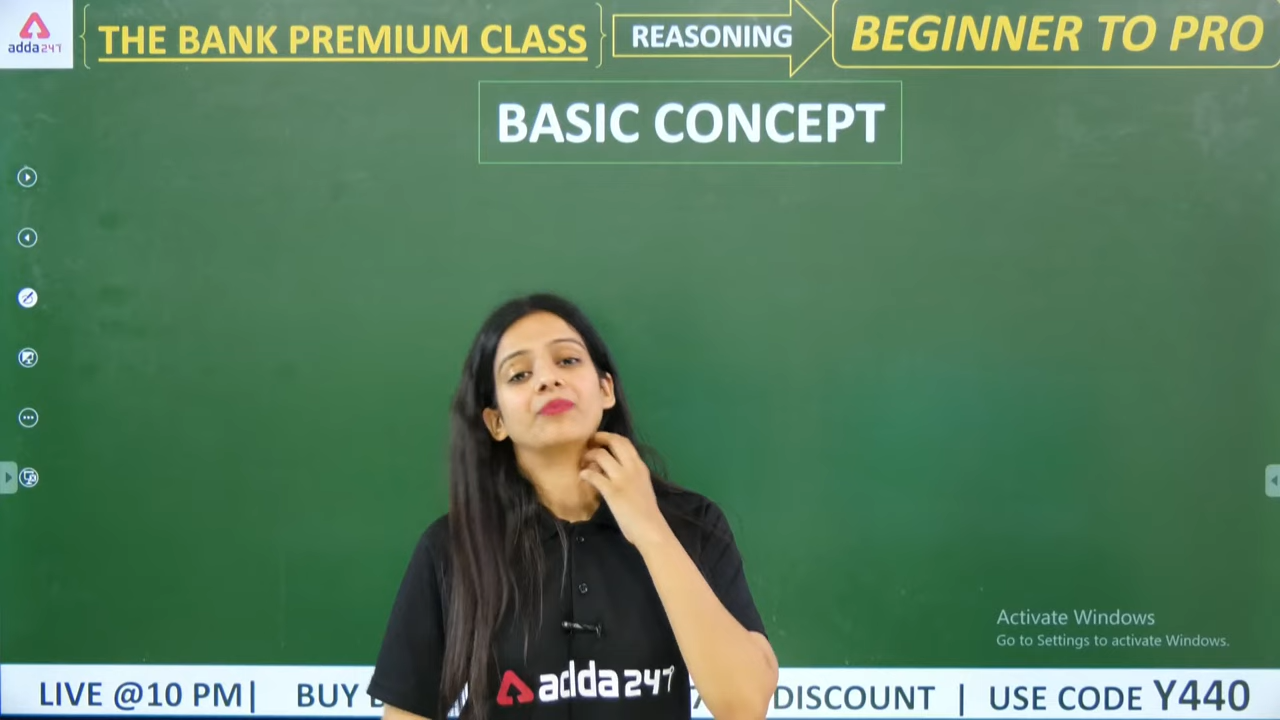 adda247
THE BANK PREMIUM CLASS
REASONING
BEGINNER TO PRO
BASIC CONCEPT
adda247
Activate Windows
Go to Settings to activate Windows.
LIVE @10 PM| BUY DISCOUNT | USE CODE Y440